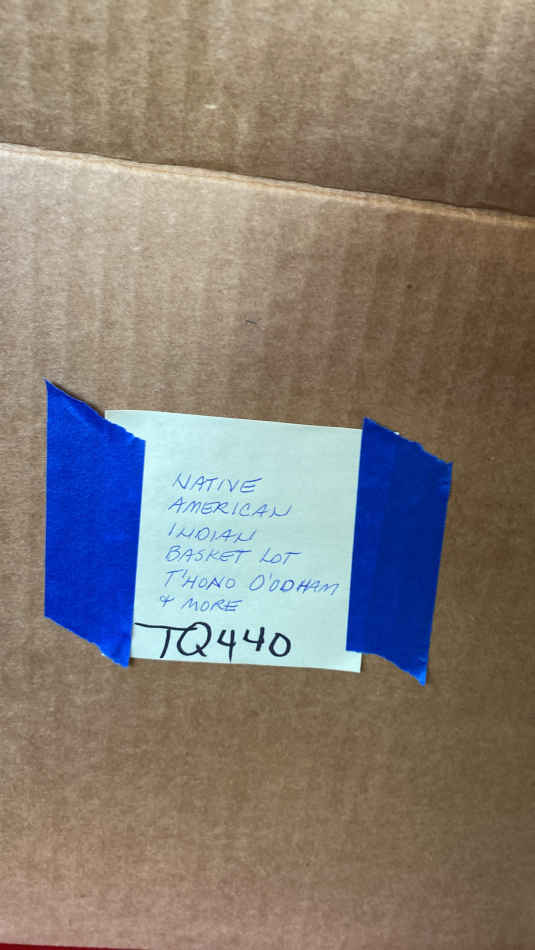 NATIVE
AMERICAN
INDIAN
BASKET LOT
T'HONO O'ODHAM
& MORE
TQ440